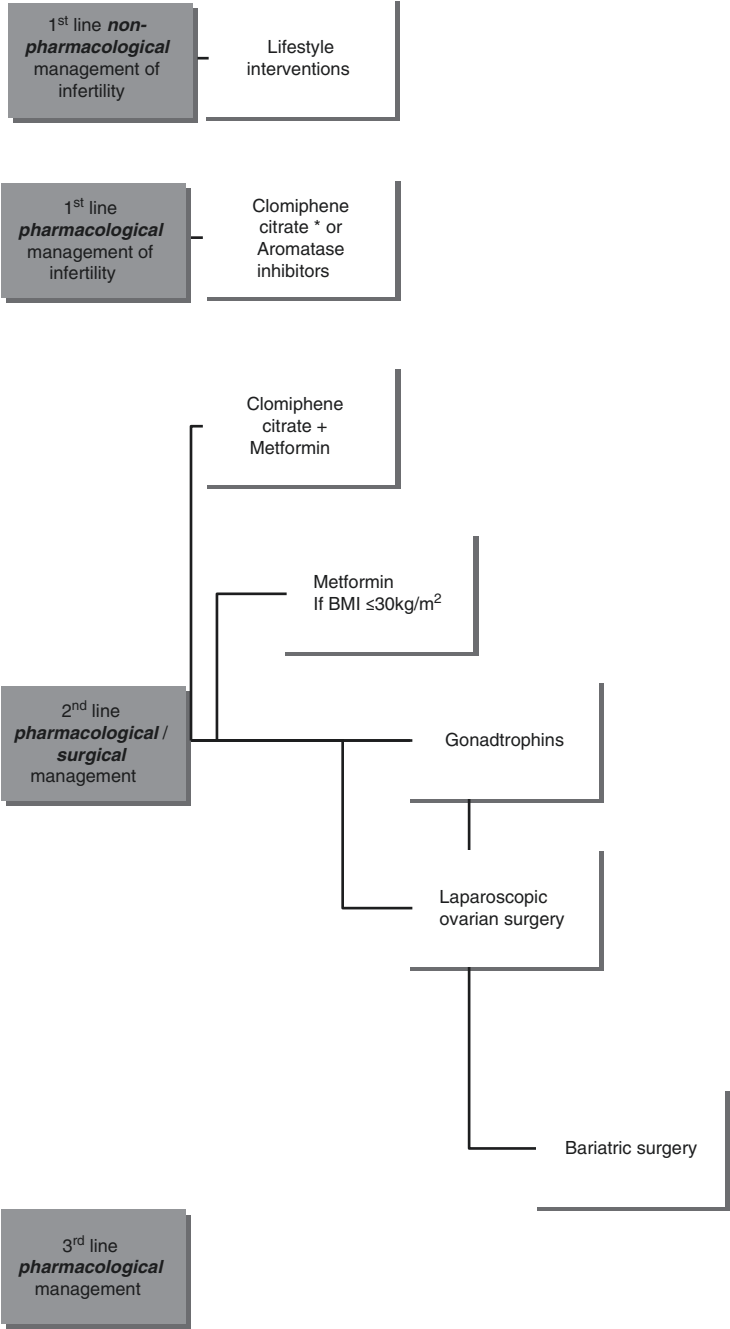 1st line non-
pharmacological
management of
infertility
Lifestyle
interventions
1st line
pharmacological
management of
infertility
Clomiphene
citrate * or
Aromatase
inhibitors
Clomiphene
citrate +
Metformin
Metformin
If BMI ≤30kg/m2
2nd line
pharmacological /
surgical
management
Gonadtrophins
Laparoscopic
ovarian surgery
Bariatric surgery
3rd line
pharmacological
management